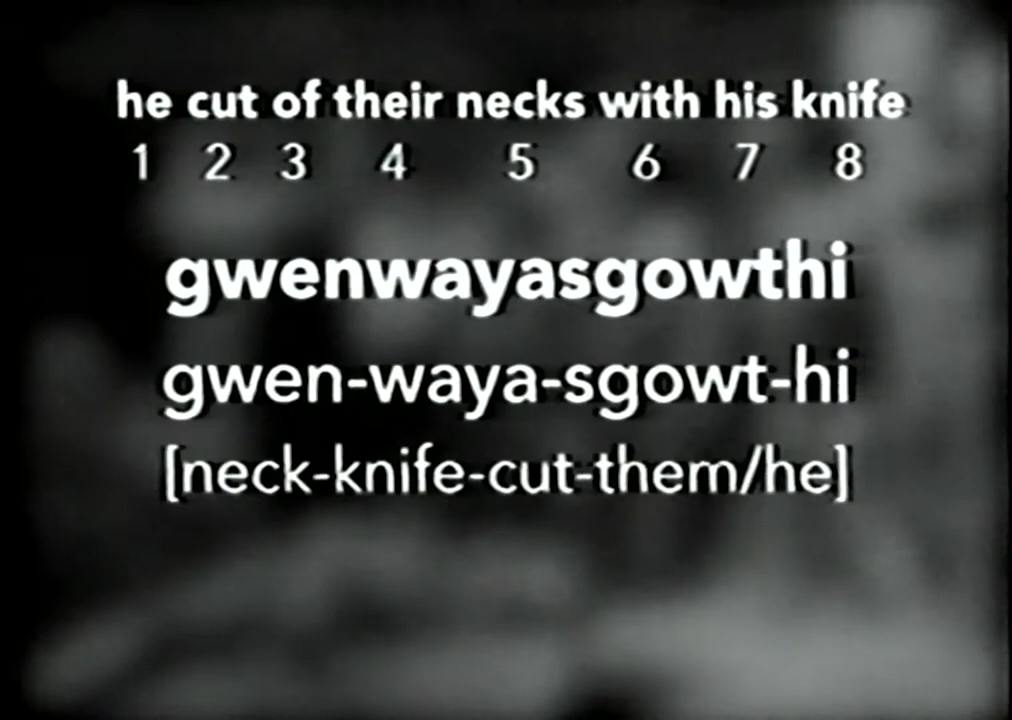 he cut of their necks with his knife
1 2 3 4 5 6 7 8
gwenwayasgowthi
gwen-waya-sgowt-hi
[neck-knife-cut-them/he]